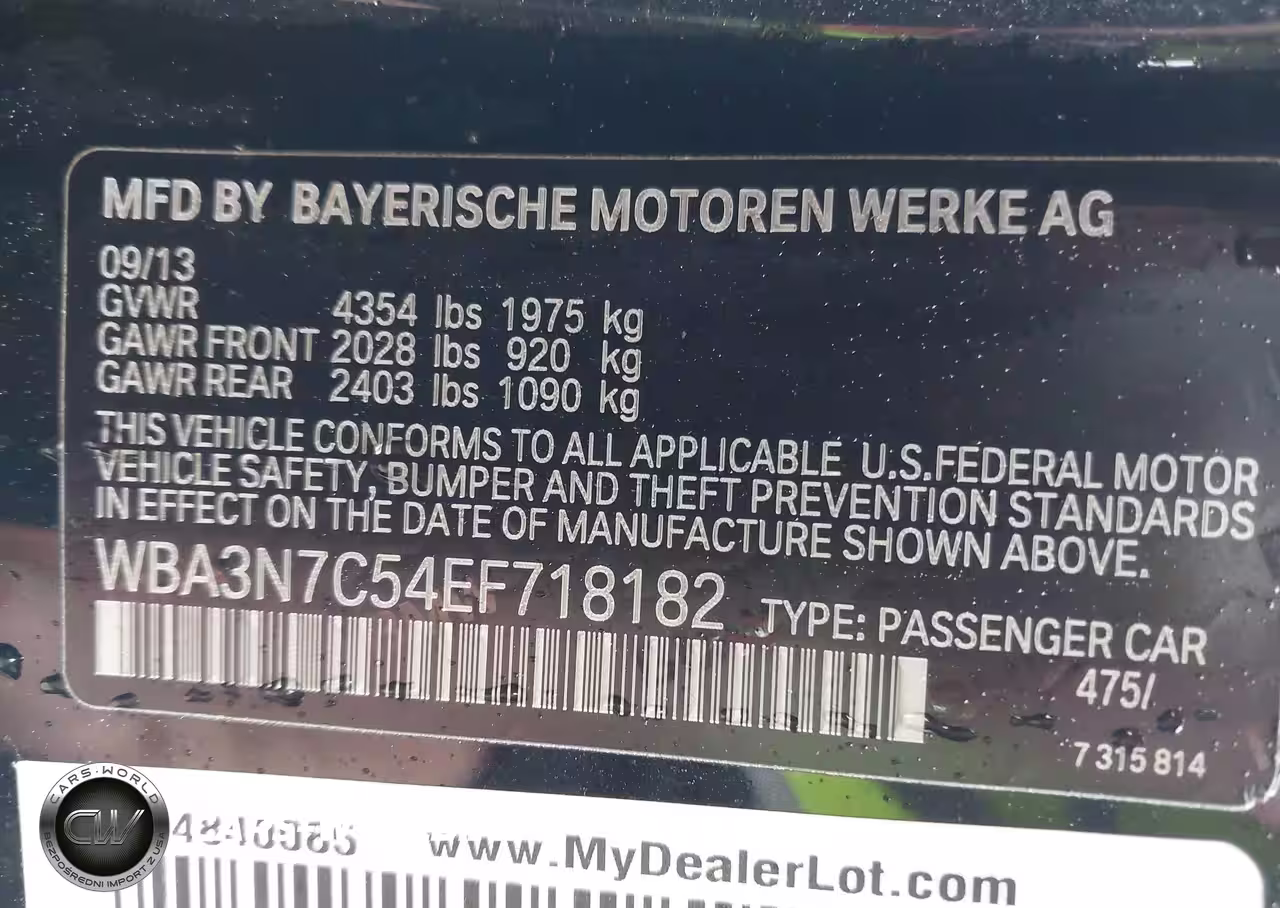 MFD BY BAYERISCHE MOTOREN WERKE AG
09/13
GVWR 4354 lbs 1975 kg
GAWR FRONT 2028 lbs 920 kg
GAWR REAR 2403 lbs 1090 kg
THIS VEHICLE CONFORMS TO ALL APPLICABLE U.S.FEDERAL MOTOR
VEHICLE SAFETY, BUMPER AND THEFT PREVENTION STANDARDS
IN EFFECT ON THE DATE OF MANUFACTURE SHOWN ABOVE.
WBA3N7C54EF718182 TYPE: PASSENGER CAR
475/
7 315 814
www.MyDealerLot.com
CARS·WORLD
CW
BEZPOŚREDNI IMPORT Z USA